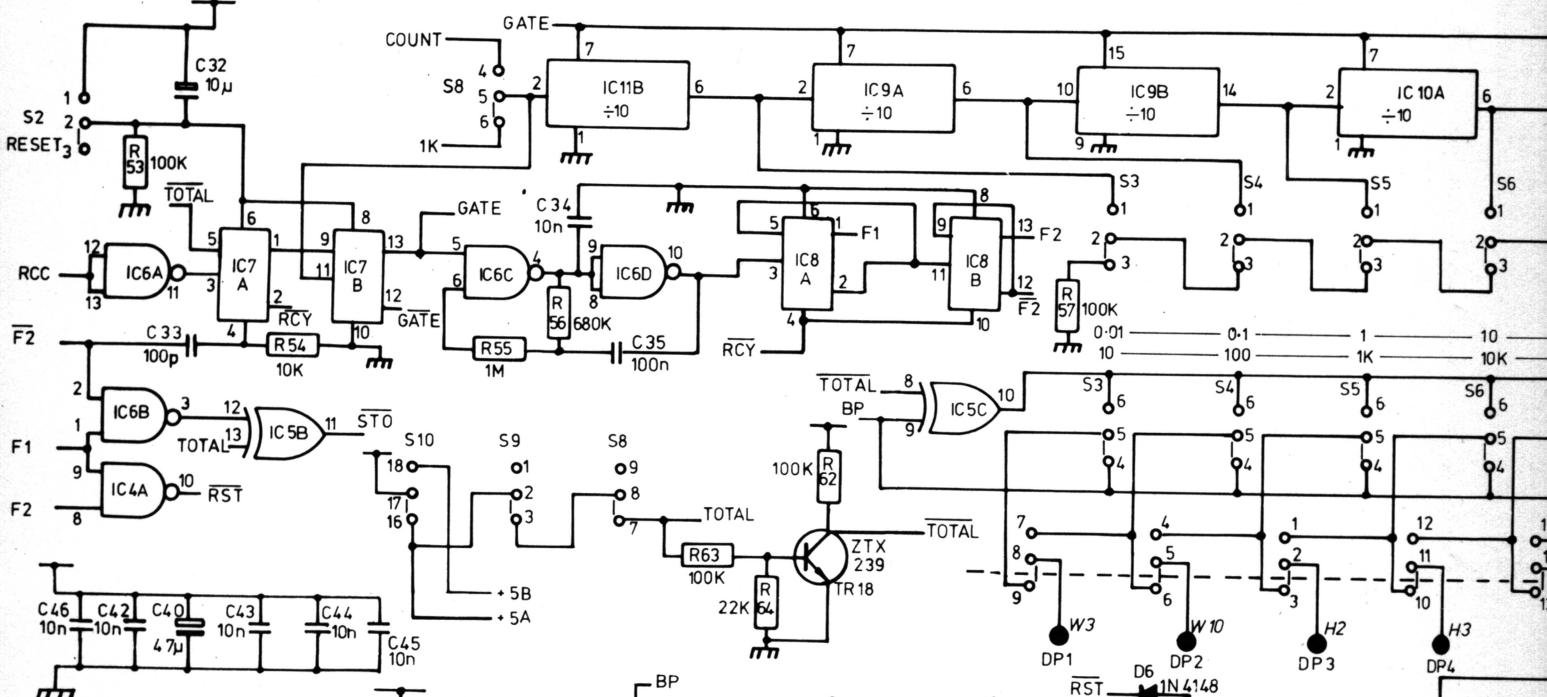 GATE
COUNT
4
S8
5
6
1K
2
7
IC11B
÷10
6
1
2
7
IC9A
÷10
6
1
10
15
IC9B
÷10
14
9
2
7
IC10A
÷10
6
1
C32
10µ
1
S2
2
RESET
3
R
53
100K
TOTAL
RCC
12
IC6A
13
11
6
5
IC7
A
3
1
2
RCY
4
8
9
IC7
B
11
13
GATE
12
GATE
10
C33
100p
R54
10K
5
IC6C
6
4
C34
10n
R
56
680K
R55
1M
C35
100n
9
IC6D
8
10
5
6
1
F1
IC8
A
3
2
4
RCY
8
9
13
F2
IC8
B
11
12
F2
10
S3
1
2
3
S4
1
2
3
S5
1
2
3
S6
1
2
3
R
57
100K
0·01
0·1
1
10
10
100
1K
10K
F2
2
IC6B
1
3
F1
9
IC4A
8
10
RST
F2
12
IC5B
13
TOTAL
11
STO
S10
18
17
16
S9
1
2
3
S8
9
8
7
TOTAL
+5B
+5A
R63
100K
R
64
22K
R
62
100K
ZTX
239
TR18
TOTAL
TOTAL
8
BP
IC5C
9
10
S3
6
5
4
S4
6
5
4
S5
6
5
4
S6
6
5
4
7
8
9
4
5
6
1
2
3
12
11
10
W3
DP1
W10
DP2
H2
DP3
H3
DP4
C46
10n
C42
10n
C40
47µ
C43
10n
C44
10n
C45
10n
BP
RST
D6
1N4148